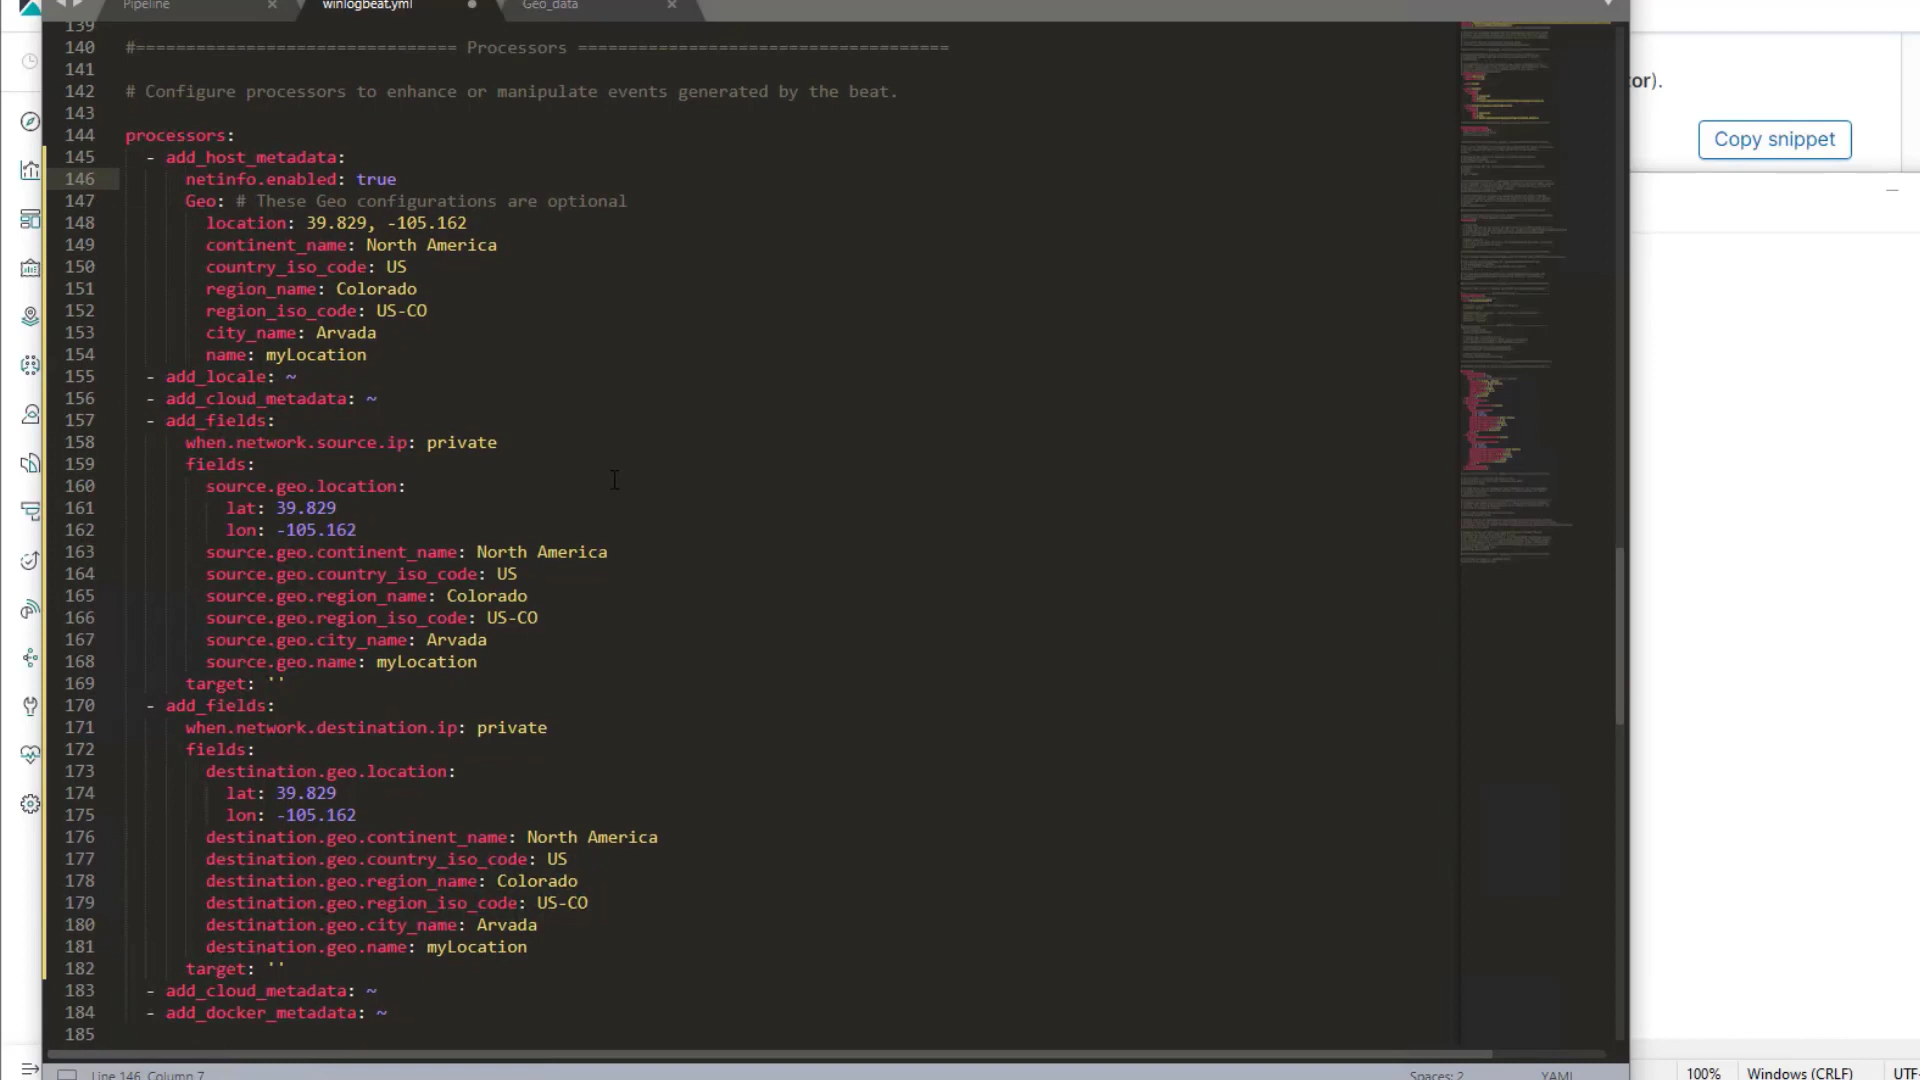 Pipeline
winlogbeat.yml
Geo_data
139
140 #================================ Processors =====================================
141
142 # Configure processors to enhance or manipulate events generated by the beat.
143
144 processors:
145 - add_host_metadata:
146 netinfo.enabled: true
147 Geo: # These Geo configurations are optional
148 location: 39.829, -105.162
149 continent_name: North America
150 country_iso_code: US
151 region_name: Colorado
152 region_iso_code: US-CO
153 city_name: Arvada
154 name: myLocation
155 - add_locale: ~
156 - add_cloud_metadata: ~
157 - add_fields:
158 when.network.source.ip: private
159 fields:
160 source.geo.location:
161 lat: 39.829
162 lon: -105.162
163 source.geo.continent_name: North America
164 source.geo.country_iso_code: US
165 source.geo.region_name: Colorado
166 source.geo.region_iso_code: US-CO
167 source.geo.city_name: Arvada
168 source.geo.name: myLocation
169 target: ''
170 - add_fields:
171 when.network.destination.ip: private
172 fields:
173 destination.geo.location:
174 lat: 39.829
175 lon: -105.162
176 destination.geo.continent_name: North America
177 destination.geo.country_iso_code: US
178 destination.geo.region_name: Colorado
179 destination.geo.region_iso_code: US-CO
180 destination.geo.city_name: Arvada
181 destination.geo.name: myLocation
182 target: ''
183 - add_cloud_metadata: ~
184 - add_docker_metadata: ~
185
Line 146, Column 7
Spaces: 2
YAML
tor).
Copy snippet
100%
Windows (CRLF)
UTF-